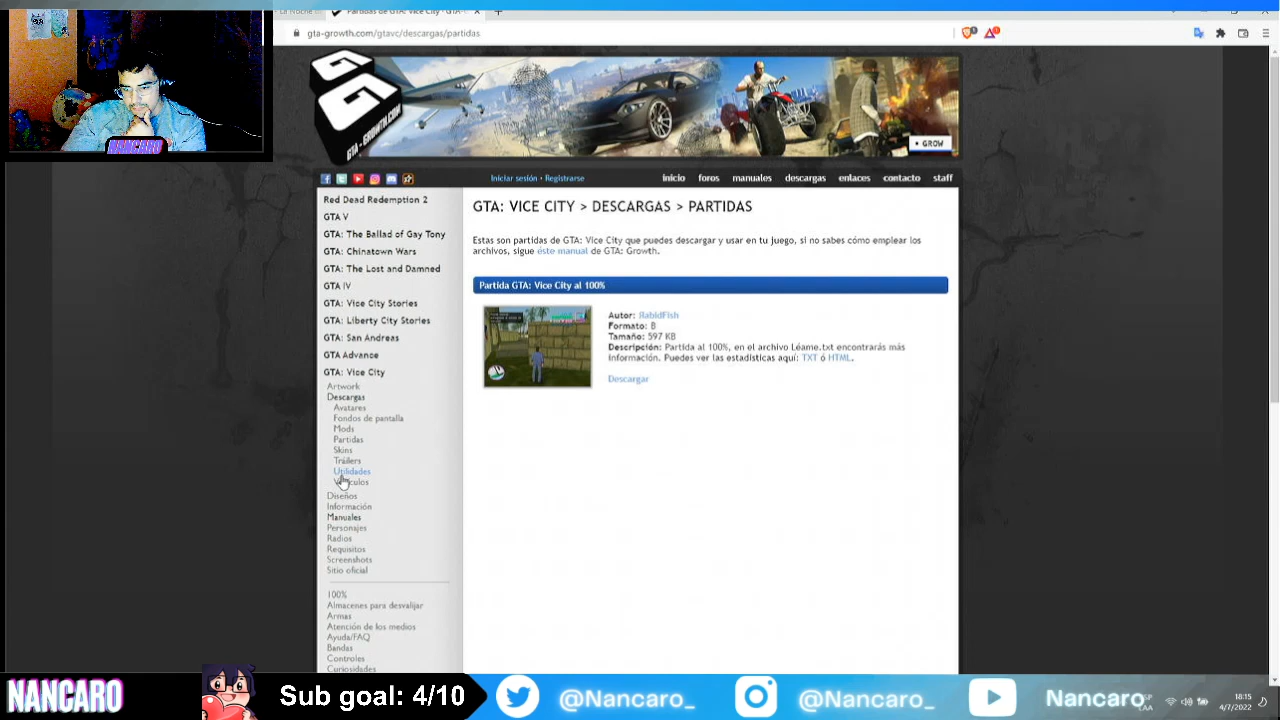 Partidas de GTA: Vice City - GTA-
gta-growth.com/gtavc/descargas/partidas
GTA-GROWTH.COM
• GROW
NANCARO
Iniciar sesión • Registrarse
inicio foros manuales descargas enlaces contacto staff
Red Dead Redemption 2
GTA V
GTA: The Ballad of Gay Tony
GTA: Chinatown Wars
GTA: The Lost and Damned
GTA IV
GTA: Vice City Stories
GTA: Liberty City Stories
GTA: San Andreas
GTA Advance
GTA: Vice City
Artwork
Descargas
Avatares
Fondos de pantalla
Mods
Partidas
Skins
Tráilers
Utilidades
Diseños
Información
Manuales
Personajes
Radios
Requisitos
Screenshots
Sitio oficial
100%
Almacenes para desvalijar
Armas
Atención de los medios
Ayuda/FAQ
Bandas
Controles
Curiosidades
GTA: VICE CITY > DESCARGAS > PARTIDAS
Estas son partidas de GTA: Vice City que puedes descargar y usar en tu juego, si no sabes cómo emplear los
archivos, sigue éste manual de GTA: Growth.
Partida GTA: Vice City al 100%
Autor: RabidFish
Formato: B
Tamaño: 597 KB
Descripción: Partida al 100%, en el archivo Léame.txt encontrarás más
información. Puedes ver las estadísticas aquí: TXT ó HTML.
Descargar
NANCARO
Sub goal: 4/10
@Nancaro_
@Nancaro_
Nancaro
18:15
4/7/2022